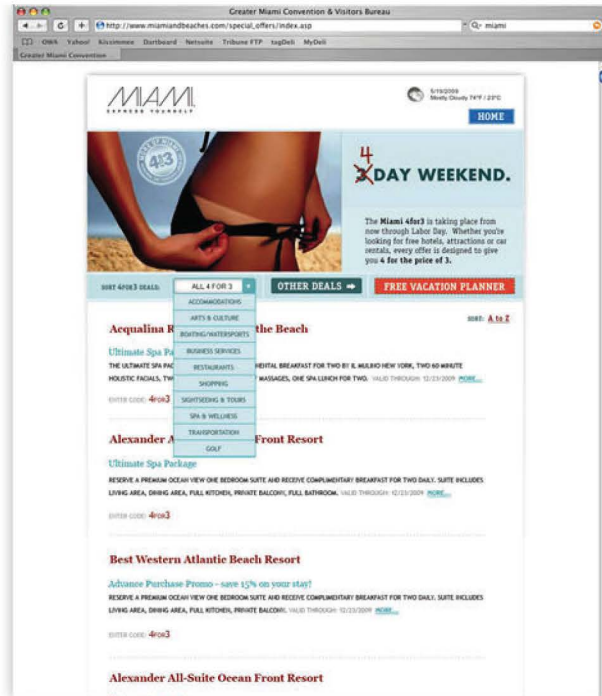 Greater Miami Convention & Visitors Bureau
http://www.miamiandbeaches.com/special_offers/index.asp
miami
OWA Yahoo! Kissimmee Dartboard Netsuite Tribune FTP tagDeli MyDeli
Greater Miami Convention ...
MIAMI
EXPRESS YOURSELF
5/19/2009
Mostly Cloudy 74°F / 23°C
HOME
4
3 DAY WEEKEND.
The Miami 4for3 is taking place from
now through Labor Day. Whether you're
looking for free hotels, attractions or car
rentals, every offer is designed to give
you 4 for the price of 3.
SORT 4FOR3 DEALS:
ALL 4 FOR 3
OTHER DEALS
FREE VACATION PLANNER
ACCOMMODATIONS
ARTS & CULTURE
BOATING/WATERSPORTS
BUSINESS SERVICES
RESTAURANTS
SHOPPING
SIGHTSEEING & TOURS
SPA & WELLNESS
TRANSPORTATION
GOLF
SORT: A to Z
Acqualina R the Beach
Ultimate Spa Pa
THE ULTIMATE SPA PAC MENTAL BREAKFAST FOR TWO BY IL MULINO NEW YORK, TWO 60-MINUTE
HOLISTIC FACIALS, TW MASSAGES, ONE SPA LUNCH FOR TWO. VALID THROUGH: 12/23/2009 MORE...
ENTER CODE: 4FOR3
Alexander A Front Resort
Ultimate Spa Package
RESERVE A PREMIUM OCEAN VIEW ONE BEDROOM SUITE AND RECEIVE COMPLIMENTARY BREAKFAST FOR TWO DAILY. SUITE INCLUDES
LIVING AREA, DINING AREA, FULL KITCHEN, PRIVATE BALCONY, FULL BATHROOM. VALID THROUGH: 12/23/2009 MORE...
ENTER CODE: 4FOR3
Best Western Atlantic Beach Resort
Advance Purchase Promo - save 15% on your stay!
RESERVE A PREMIUM OCEAN VIEW ONE BEDROOM SUITE AND RECEIVE COMPLIMENTARY BREAKFAST FOR TWO DAILY. SUITE INCLUDES
LIVING AREA, DINING AREA, FULL KITCHEN, PRIVATE BALCONY. VALID THROUGH: 12/23/2009 MORE...
ENTER CODE: 4FOR3
Alexander All-Suite Ocean Front Resort